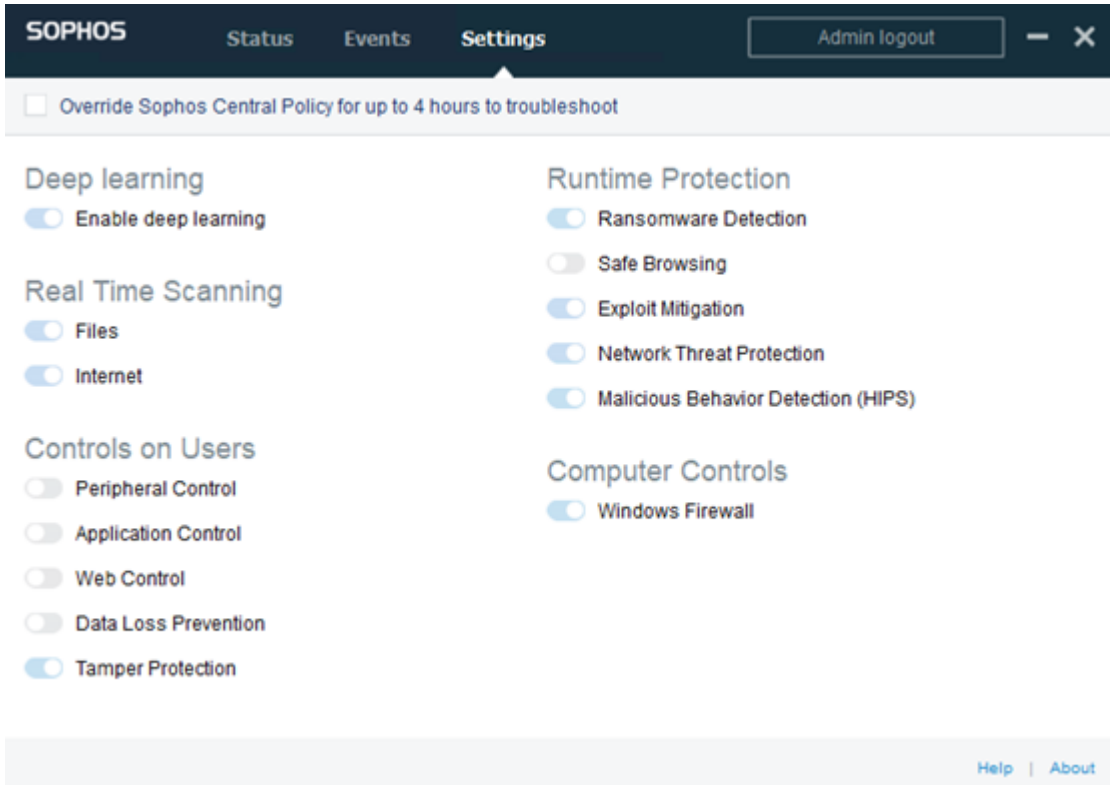 SOPHOS
Status
Events
Settings
Admin logout
Override Sophos Central Policy for up to 4 hours to troubleshoot
Deep learning
Enable deep learning
Real Time Scanning
Files
Internet
Controls on Users
Peripheral Control
Application Control
Web Control
Data Loss Prevention
Tamper Protection
Runtime Protection
Ransomware Detection
Safe Browsing
Exploit Mitigation
Network Threat Protection
Malicious Behavior Detection (HIPS)
Computer Controls
Windows Firewall
Help | About